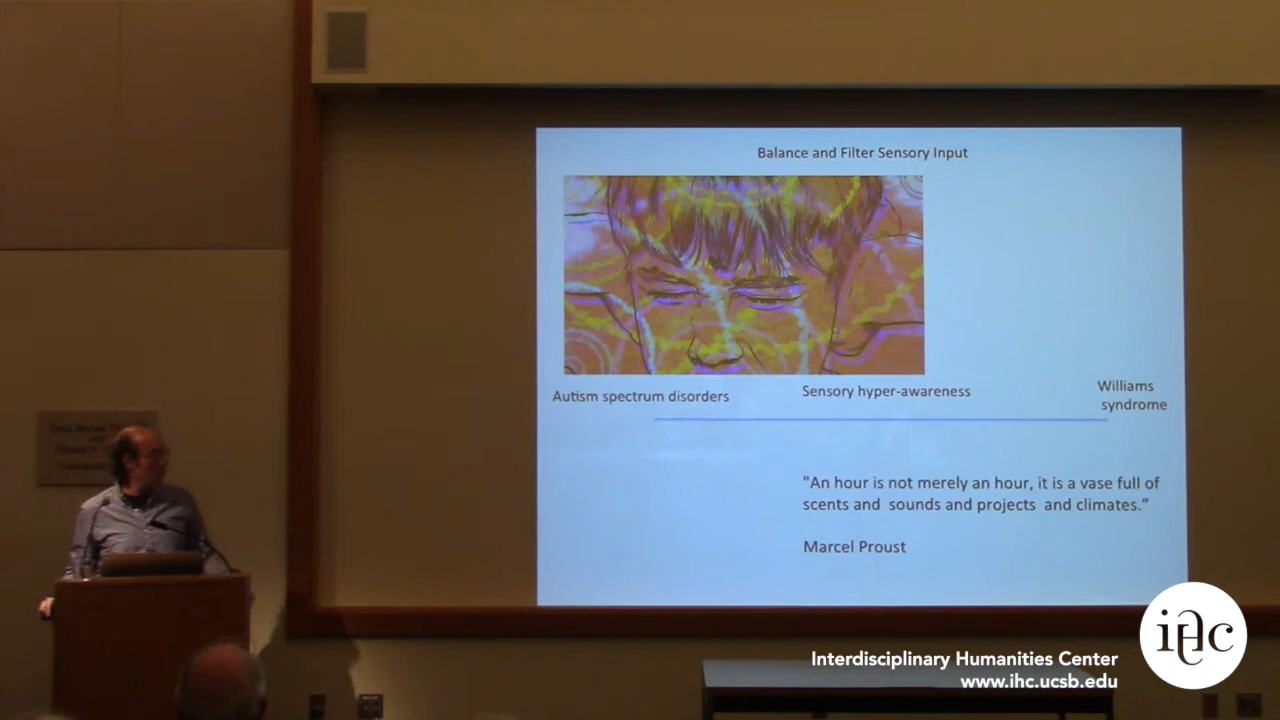 Balance and Filter Sensory Input
Autism spectrum disorders
Sensory hyper-awareness
Williams
syndrome
"An hour is not merely an hour, it is a vase full of
scents and  sounds and projects  and climates.”
Marcel Proust
ihc
Interdisciplinary Humanities Center
www.ihc.ucsb.edu